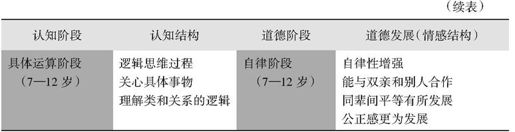 （续表）
认知阶段 认知结构 道德阶段 道德发展（情感结构）
具体运算阶段 逻辑思维过程 自律阶段 自律性增强
（7—12 岁） 关心具体事物 （7—12 岁） 能与双亲和别人合作
理解类和关系的逻辑 同辈间平等有所发展
公正感更为发展